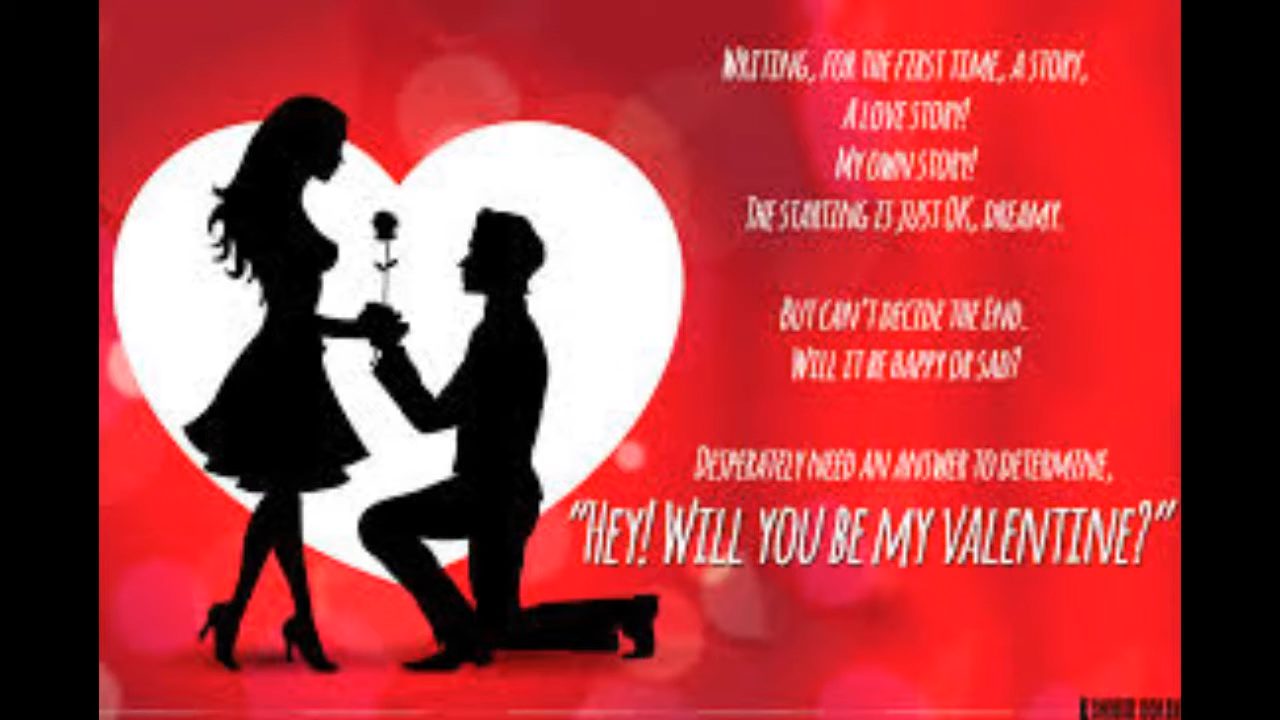 WRITING, FOR THE FIRST TIME, A STORY,
A LOVE STORY!
MY OWN STORY!
THE STARTING IS JUST OK, DREAMY.
BUT CAN'T DECIDE THE END.
WILL IT BE HAPPY OR SAD?
DESPERATELY NEED AN ANSWER TO DETERMINE,
"HEY! WILL YOU BE MY VALENTINE?"